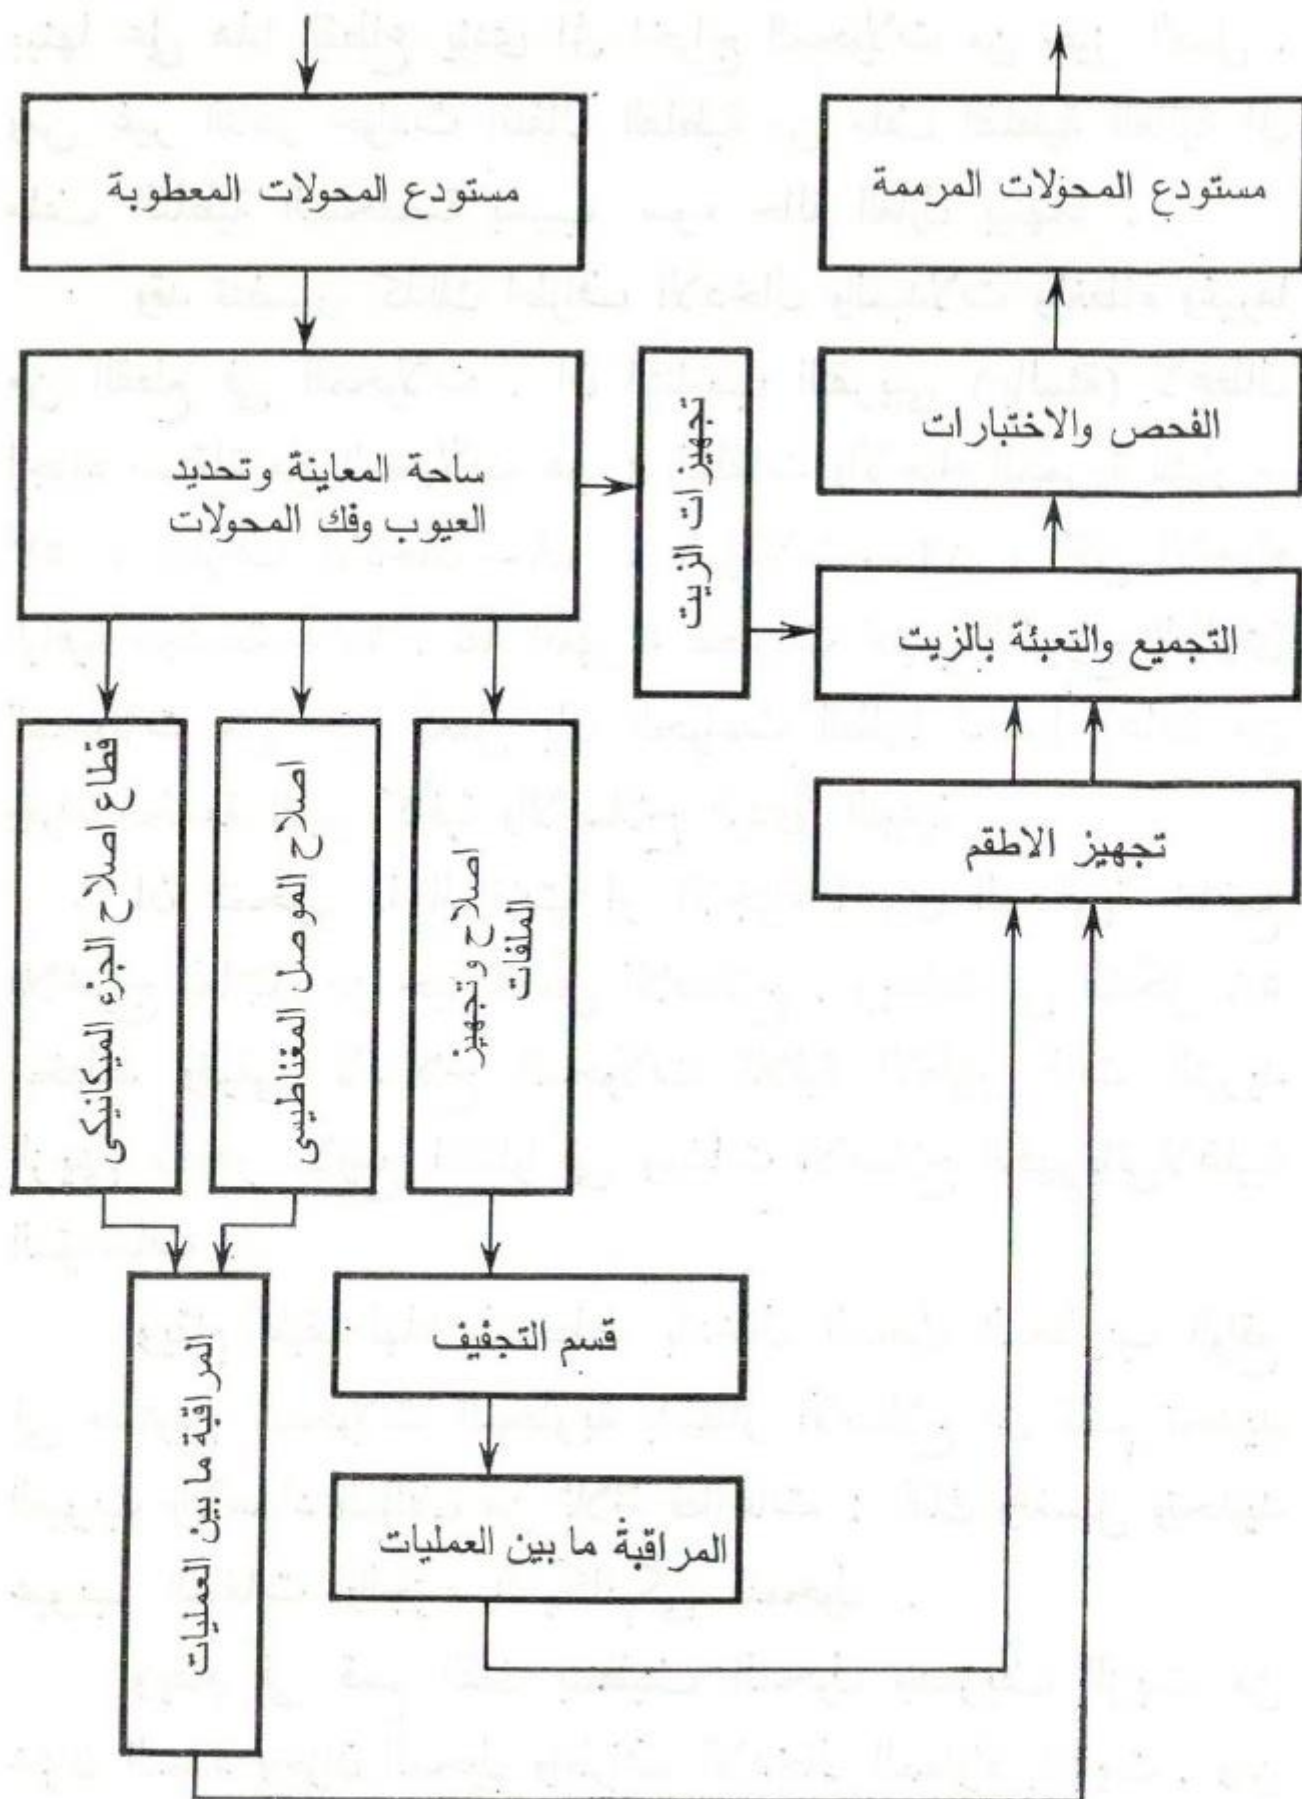 مستودع المحولات المعطوبة
مستودع المحولات المرممة
ساحة المعاينة وتحديد
العيوب وفك المحولات
تجهيزات الزيت
الفحص والاختبارات
التجميع والتعبئة بالزيت
تجهيز الاطقم
قطاع اصلاح الجزء الميكانيكى
اصلاح الموصل المغناطيسى
اصلاح وتجهيز
الملفات
قسم التجفيف
المراقبة ما بين العمليات
المراقبة ما بين العمليات